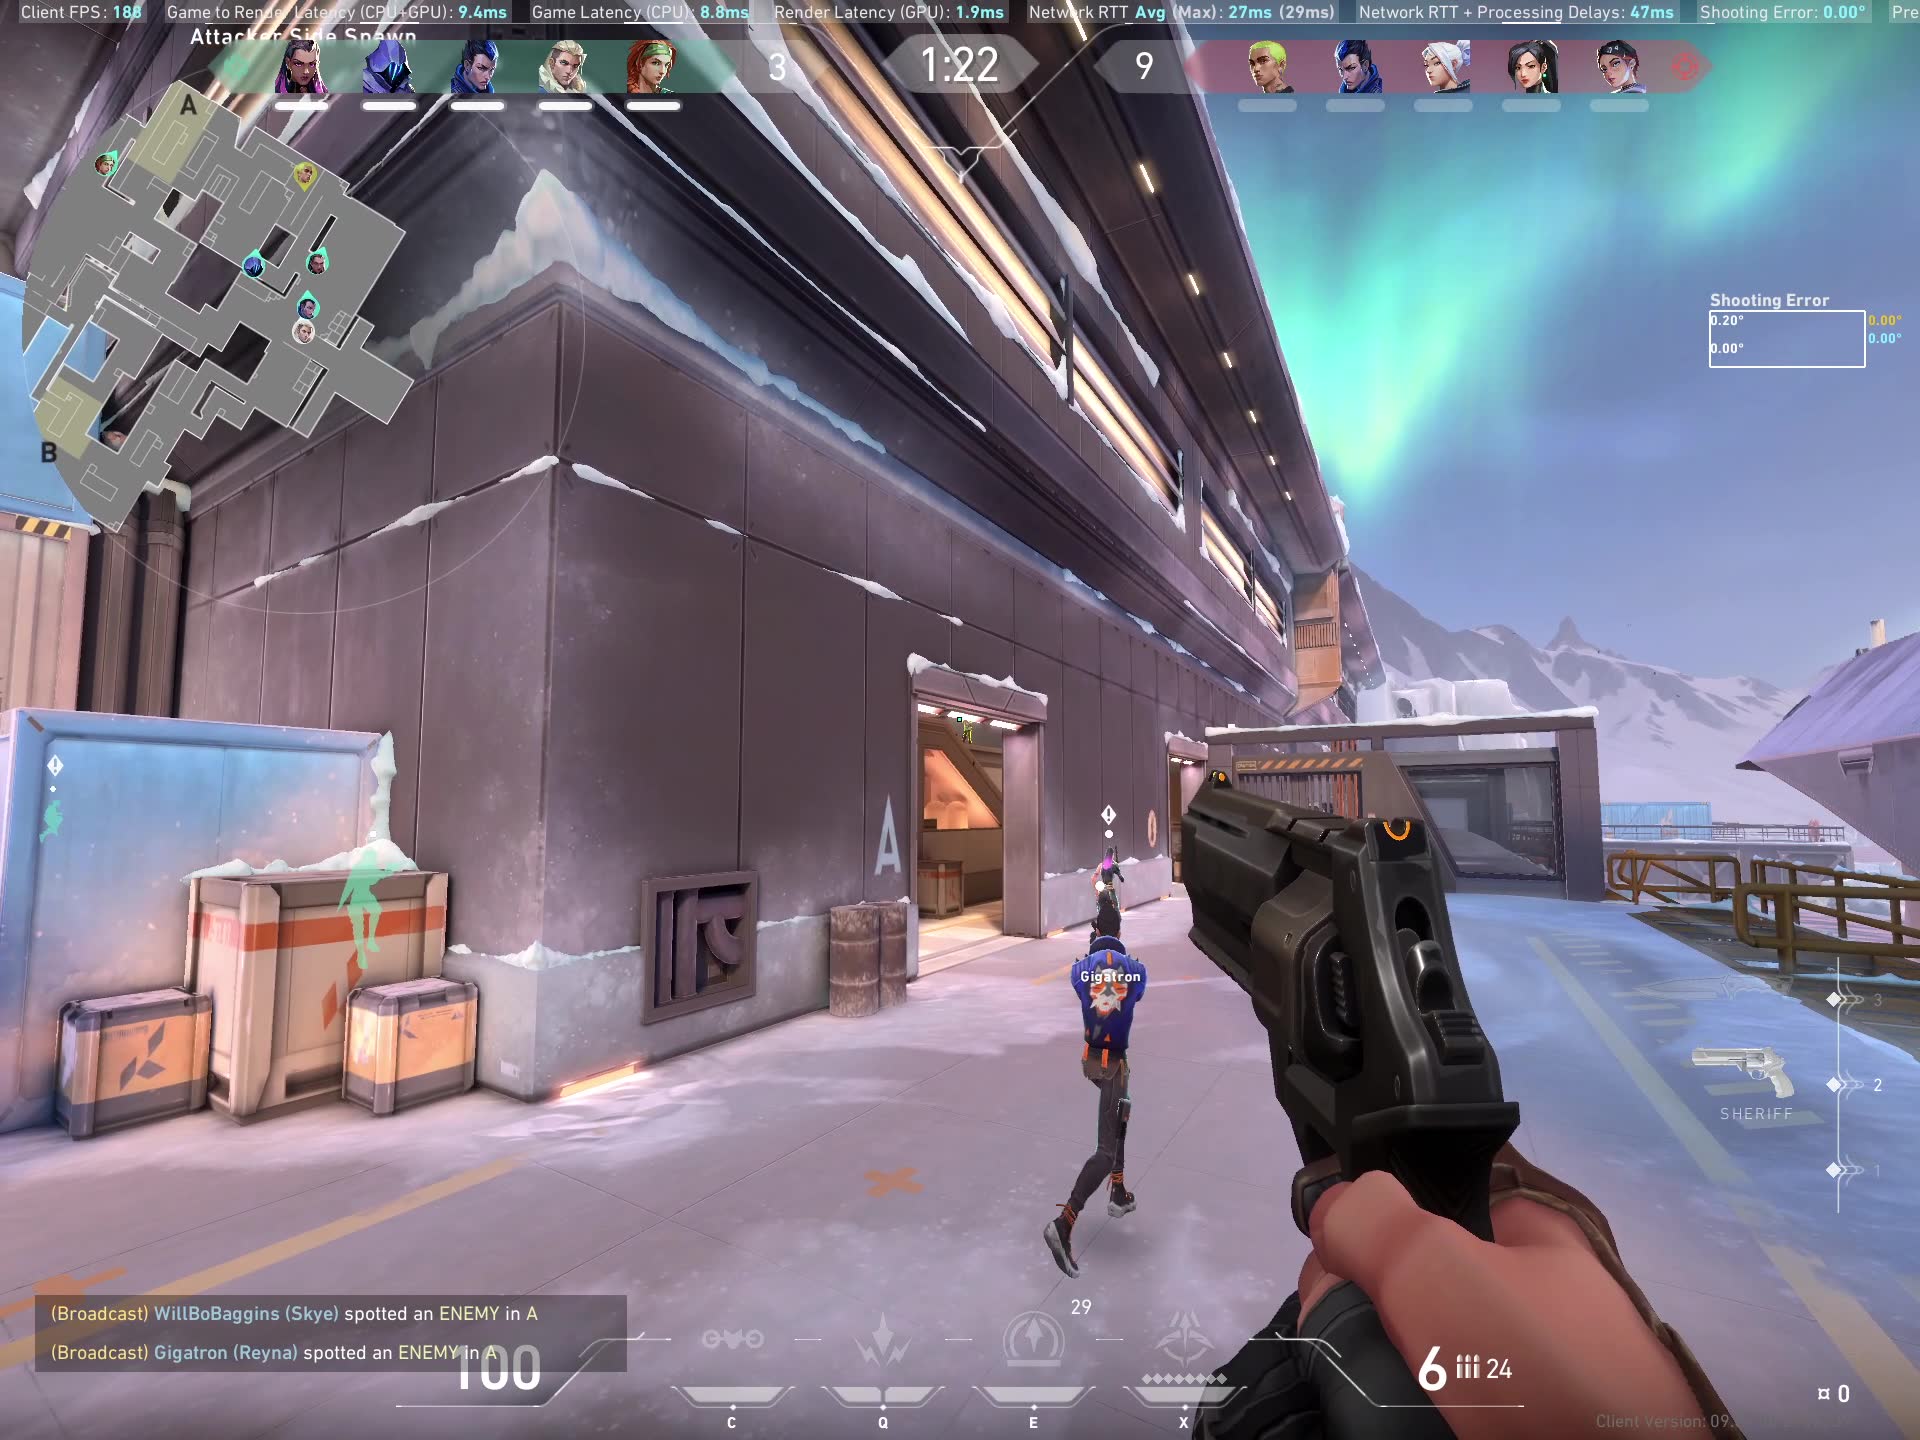 Client FPS: 188
Game to Render Latency (CPU+GPU): 9.4ms
Game Latency (CPU): 8.8ms
Render Latency (GPU): 1.9ms
Network RTT Avg (Max): 27ms (29ms)
Network RTT + Processing Delays: 47ms
Shooting Error: 0.00°
Pre
Attacker Side Spawn
3
1:22
9
A
B
Shooting Error
0.20°
0.00°
0.00°
0.00°
A
Gigatron
3
2
SHERIFF
1
(Broadcast) WillBoBaggins (Skye) spotted an ENEMY in A
(Broadcast) Gigatron (Reyna) spotted an ENEMY in A
100
29
C
Q
E
X
6
24
¤ 0
Client Version: 09.